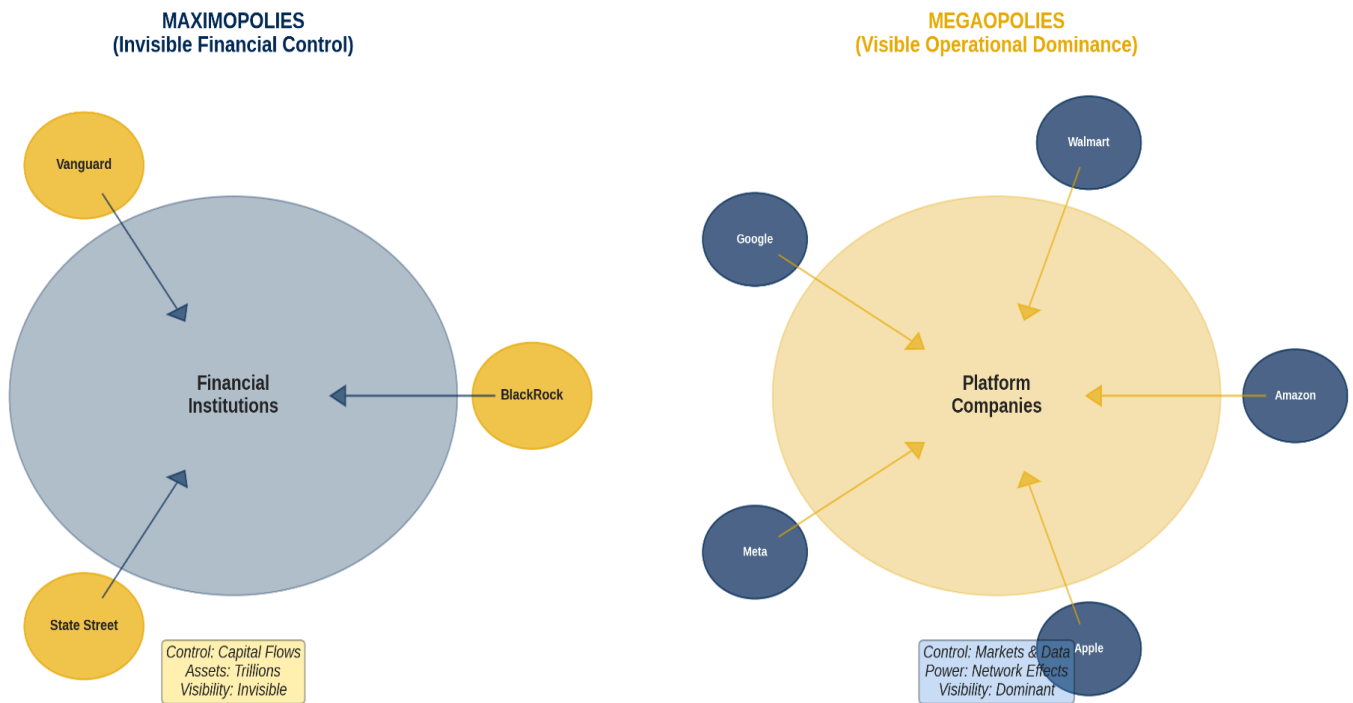 MAXIMOPOLIES
(Invisible Financial Control)
Vanguard
Financial
Institutions
BlackRock
State Street
Control: Capital Flows
Assets: Trillions
Visibility: Invisible
MEGAOPOLIES
(Visible Operational Dominance)
Walmart
Google
Platform
Companies
Amazon
Meta
Apple
Control: Markets & Data
Power: Network Effects
Visibility: Dominant